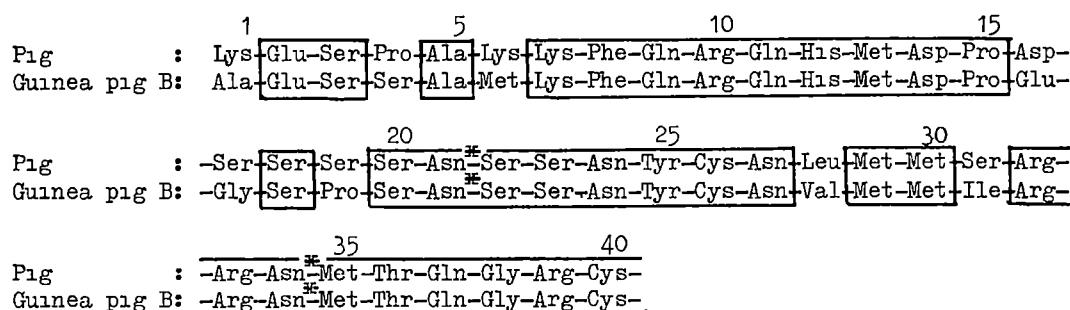 1 5 10 15
Pig : Lys-Glu-Ser-Pro-Ala-Lys-Lys-Phe-Gln-Arg-Gln-His-Met-Asp-Pro-Asp-
Guinea pig B: Ala-Glu-Ser-Ser-Ala-Met-Lys-Phe-Gln-Arg-Gln-His-Met-Asp-Pro-Glu-
20 * 25 30
Pig : -Ser-Ser-Ser-Ser-Asn-Ser-Ser-Asn-Tyr-Cys-Asn-Leu-Met-Met-Ser-Arg-
*
Guinea pig B: -Gly-Ser-Pro-Ser-Asn-Ser-Ser-Asn-Tyr-Cys-Asn-Val-Met-Met-Ile-Arg-
* 35 40
Pig : -Arg-Asn-Met-Thr-Gln-Gly-Arg-Cys-
*
Guinea pig B: -Arg-Asn-Met-Thr-Gln-Gly-Arg-Cys-